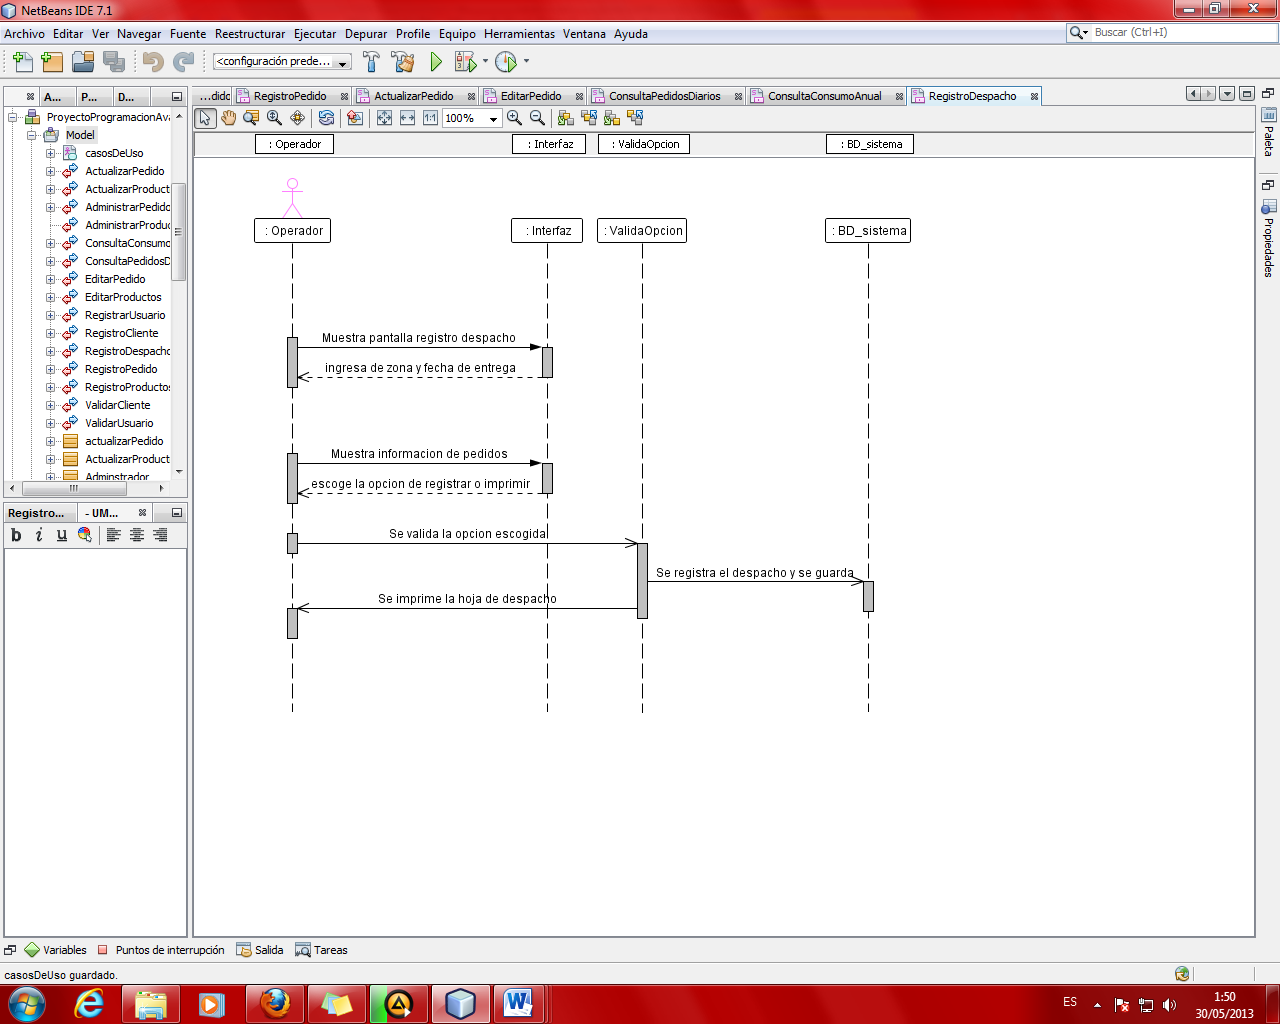 NetBeans IDE 7.1
Archivo Editar Ver Navegar Fuente Reestructurar Ejecutar Depurar Profile Equipo Herramientas Ventana Ayuda
Buscar (Ctrl+I)
<configuración prede...
A... P... D...
...dido RegistroPedido ActualizarPedido EditarPedido ConsultaPedidosDiarios ConsultaConsumoAnual RegistroDespacho
100%
ProyectoProgramacionAva
Model
casosDeUso
ActualizarPedido
ActualizarProduct
AdministrarPedido
AdministrarProduc
ConsultaConsumo
ConsultaPedidosD
EditarPedido
EditarProductos
RegistrarUsuario
RegistroCliente
RegistroDespacho
RegistroPedido
RegistroProductos
ValidarCliente
ValidarUsuario
actualizarPedido
ActualizarProduct
Adminstrador
Registro... - UM...
b i u
: Operador : Interfaz : ValidaOpcion : BD_sistema
: Operador : Interfaz : ValidaOpcion : BD_sistema
Muestra pantalla registro despacho
ingresa de zona y fecha de entrega
Muestra informacion de pedidos
escoge la opcion de registrar o imprimir
Se valida la opcion escogida
Se registra el despacho y se guarda
Se imprime la hoja de despacho
Paleta
Propiedades
Variables Puntos de interrupción Salida Tareas
casosDeUso guardado.
ES
1:50
30/05/2013